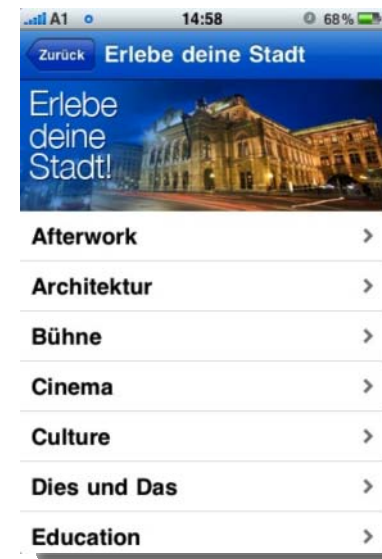 A1 14:58 68%
Zurück Erlebe deine Stadt
Erlebe
deine
Stadt!
Afterwork
Architektur
Bühne
Cinema
Culture
Dies und Das
Education